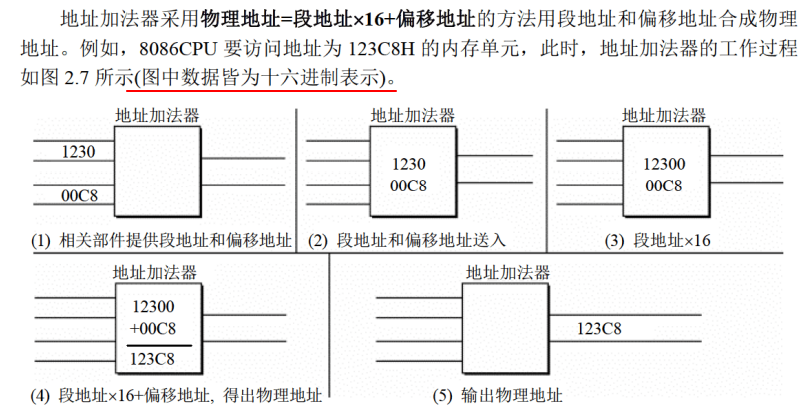 地址加法器采用物理地址=段地址×16+偏移地址的方法用段地址和偏移地址合成物理
地址。例如，8086CPU 要访问地址为 123C8H 的内存单元，此时，地址加法器的工作过程
如图 2.7 所示(图中数据皆为十六进制表示)。
地址加法器
1230
00C8
(1) 相关部件提供段地址和偏移地址
地址加法器
1230
00C8
(2) 段地址和偏移地址送入
地址加法器
12300
00C8
(3) 段地址×16
地址加法器
12300
+00C8
123C8
(4) 段地址×16+偏移地址, 得出物理地址
地址加法器
123C8
(5) 输出物理地址